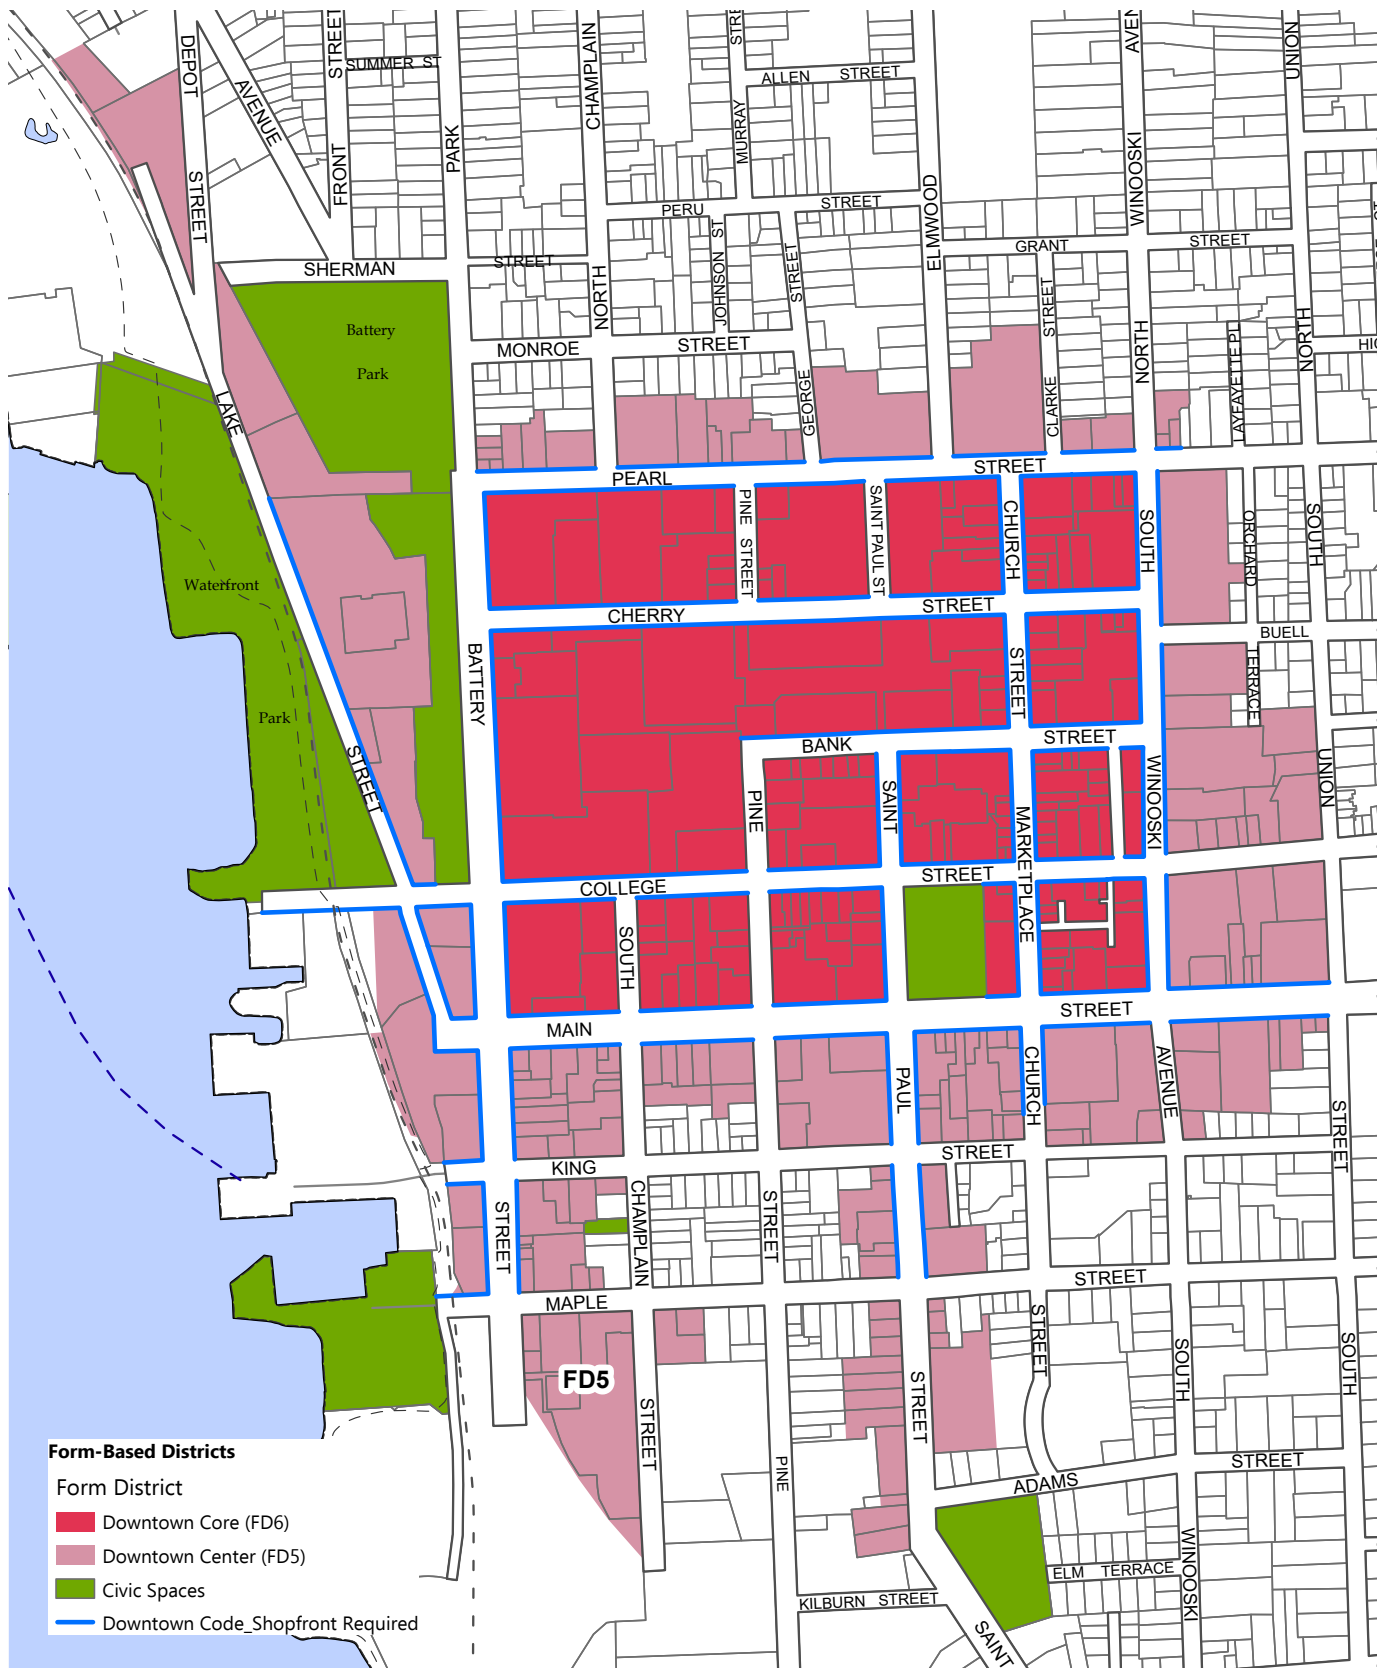 DEPOT
STREET
AVENUE
FRONT
STREET
SUMMER ST
PARK
CHAMPLAIN
NORTH
MURRAY
ALLEN STREET
ELMWOOD
WINOOSKI
NORTH
AVEN
UNION
NORTH
PERU STREET
JOHNSON ST
STREET
GEORGE
GRANT STREET
CLARKE STREET
LAYFAYETTE PL
SHERMAN STREET
MONROE STREET
Battery
Park
LAKE
STREET
Waterfront
Park
PEARL STREET
PINE STREET
SAINT PAUL ST
CHURCH
STREET
MARKETPLACE
SOUTH
WINOOSKI
AVENUE
ORCHARD
TERRACE
SOUTH
UNION
STREET
BUELL
CHERRY STREET
BATTERY
STREET
BANK STREET
PINE
SAINT
PAUL
COLLEGE STREET
SOUTH
CHAMPLAIN
STREET
MAIN STREET
CHURCH
STREET
KING STREET
STREET
MAPLE STREET
FD5
PINE
STREET
SOUTH
WINOOSKI
SOUTH
ADAMS STREET
ELM TERRACE
KILBURN STREET
SAINT
Form-Based Districts
Form District
Downtown Core (FD6)
Downtown Center (FD5)
Civic Spaces
Downtown Code_Shopfront Required